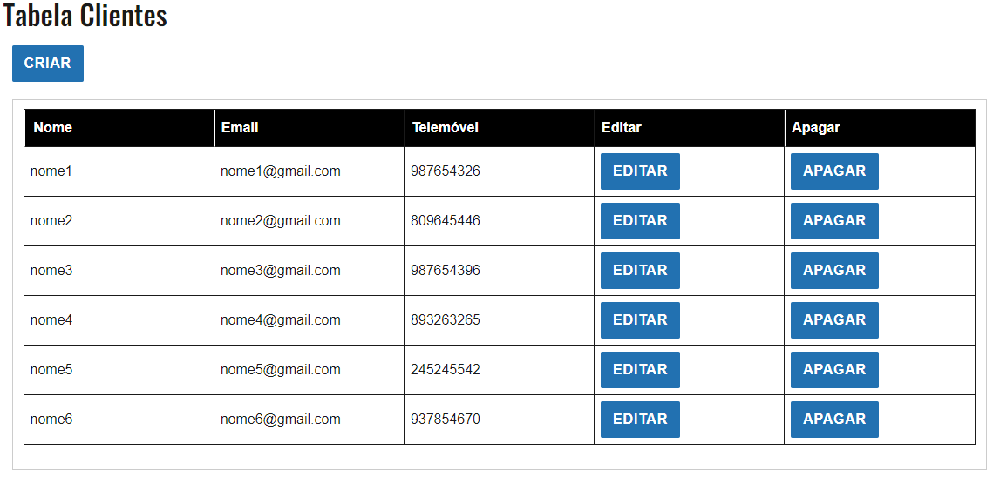 Tabela Clientes
CRIAR
Nome Email Telemóvel Editar Apagar
nome1 nome1@gmail.com 987654326 EDITAR APAGAR
nome2 nome2@gmail.com 809645446 EDITAR APAGAR
nome3 nome3@gmail.com 987654396 EDITAR APAGAR
nome4 nome4@gmail.com 893263265 EDITAR APAGAR
nome5 nome5@gmail.com 245245542 EDITAR APAGAR
nome6 nome6@gmail.com 937854670 EDITAR APAGAR